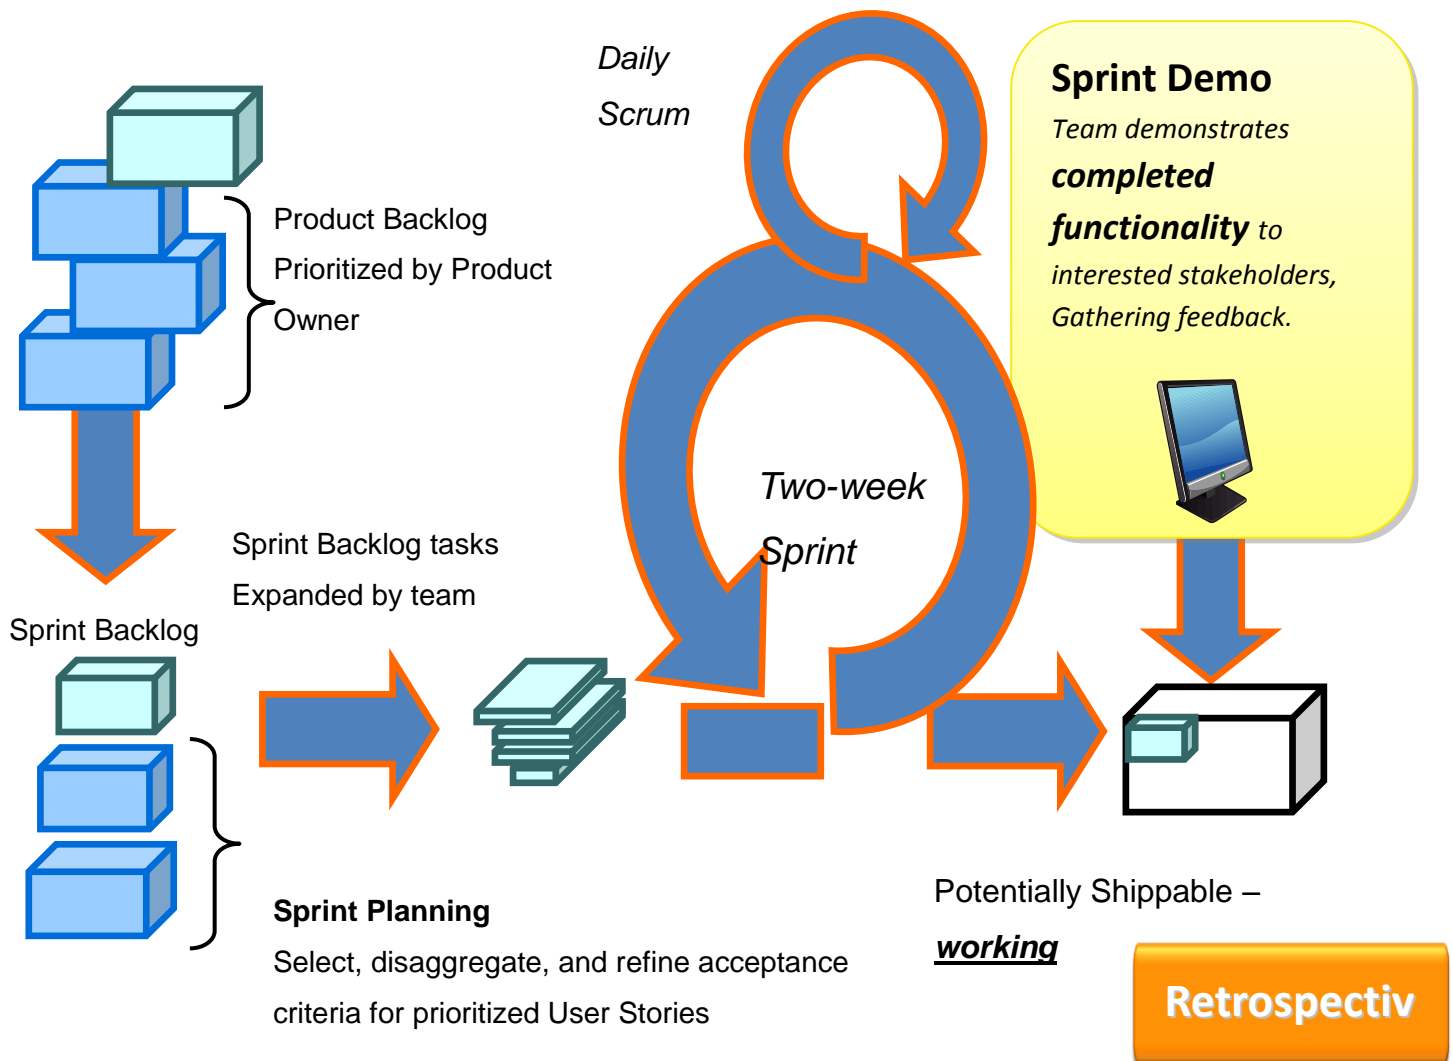 Daily
Scrum
Sprint Demo
Team demonstrates
completed
functionality to
interested stakeholders,
Gathering feedback.
Product Backlog
Prioritized by Product
Owner
Two-week
Sprint
Sprint Backlog tasks
Expanded by team
Sprint Backlog
Sprint Planning
Select, disaggregate, and refine acceptance
criteria for prioritized User Stories
Potentially Shippable –
working
Retrospectiv